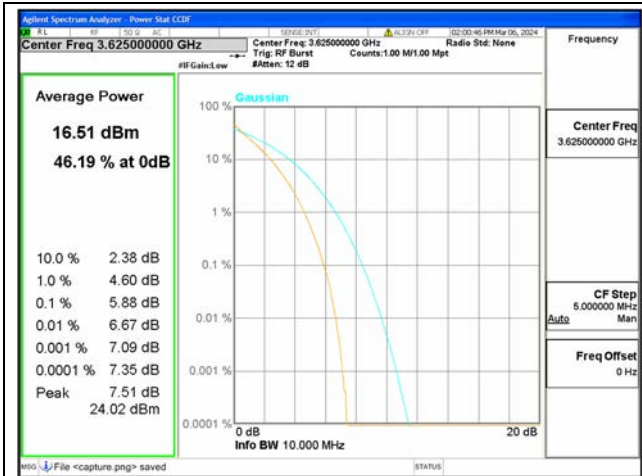 Agilent Spectrum Analyzer - Power Stat CCDF
RL RF 50 Ω AC SENSE:INT ALIGN OFF 02:00:46 PM Mar 06, 2024
Center Freq 3.625000000 GHz
Center Freq: 3.625000000 GHz Radio Std: None
Trig: RF Burst Counts:1.00 M/1.00 Mpt
#IFGain:Low #Atten: 12 dB
Frequency
Average Power
16.51 dBm
46.19 % at 0dB
10.0 % 2.38 dB
1.0 % 4.60 dB
0.1 % 5.88 dB
0.01 % 6.67 dB
0.001 % 7.09 dB
0.0001 % 7.35 dB
Peak 7.51 dB
24.02 dBm
Gaussian
100 %
10 %
1 %
0.1 %
0.01 %
0.001 %
0.0001 %
0 dB 20 dB
Info BW 10.000 MHz
Center Freq
3.625000000 GHz
CF Step
5.000000 MHz
Auto Man
Freq Offset
0 Hz
MSG File <capture.png> saved STATUS